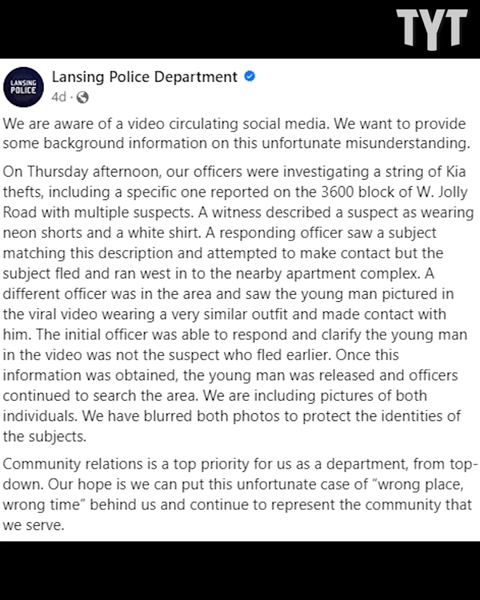 TYT
LANSING
POLICE
Lansing Police Department
4d ·
We are aware of a video circulating social media. We want to provide
some background information on this unfortunate misunderstanding.
On Thursday afternoon, our officers were investigating a string of Kia
thefts, including a specific one reported on the 3600 block of W. Jolly
Road with multiple suspects. A witness described a suspect as wearing
neon shorts and a white shirt. A responding officer saw a subject
matching this description and attempted to make contact but the
subject fled and ran west in to the nearby apartment complex. A
different officer was in the area and saw the young man pictured in
the viral video wearing a very similar outfit and made contact with
him. The initial officer was able to respond and clarify the young man
in the video was not the suspect who fled earlier. Once this
information was obtained, the young man was released and officers
continued to search the area. We are including pictures of both
individuals. We have blurred both photos to protect the identities of
the subjects.
Community relations is a top priority for us as a department, from top-
down. Our hope is we can put this unfortunate case of “wrong place,
wrong time” behind us and continue to represent the community that
we serve.